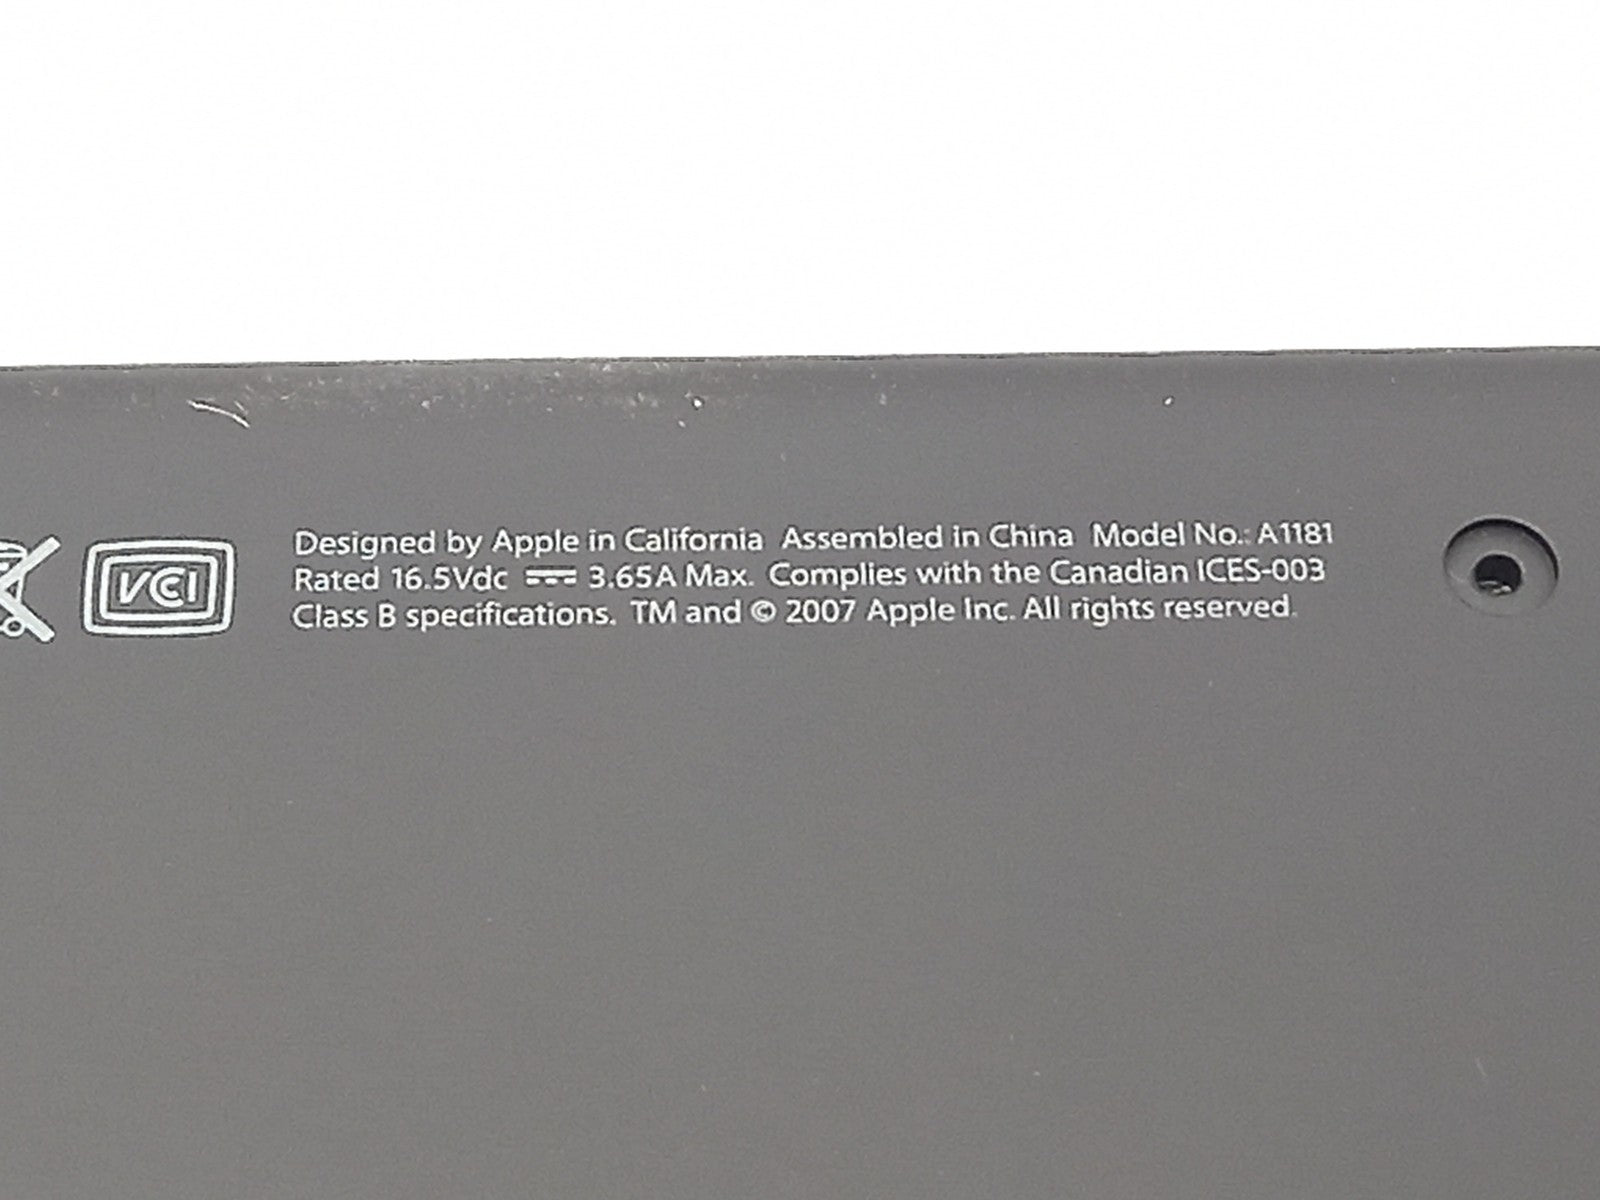 VCI
Designed by Apple in California Assembled in China Model No.: A1181
Rated 16.5Vdc ⎓ 3.65A Max. Complies with the Canadian ICES-003
Class B specifications. TM and © 2007 Apple Inc. All rights reserved.